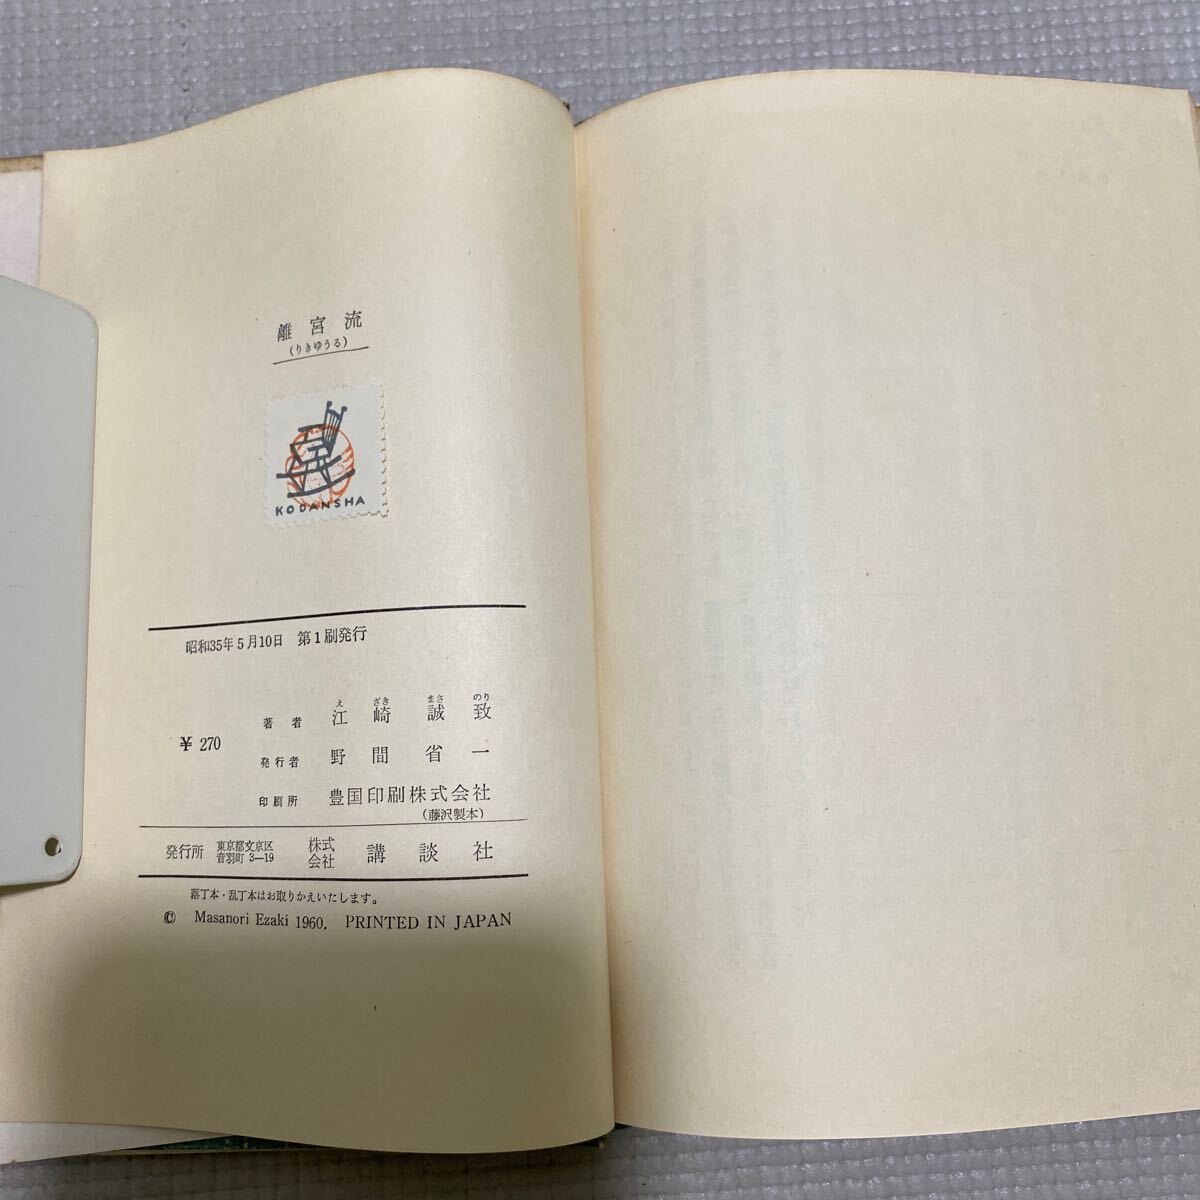 離宮流
(りきゆうる)
KODANSHA
昭和35年5月10日 第1刷発行
¥270
著者 江崎誠致
え ざき まさ のり
発行者 野間省一
印刷所 豊国印刷株式会社
(藤沢製本)
発行所 東京都文京区音羽町3—19 株式会社 講談社
落丁本・乱丁本はお取りかえいたします。
© Masanori Ezaki 1960. PRINTED IN JAPAN